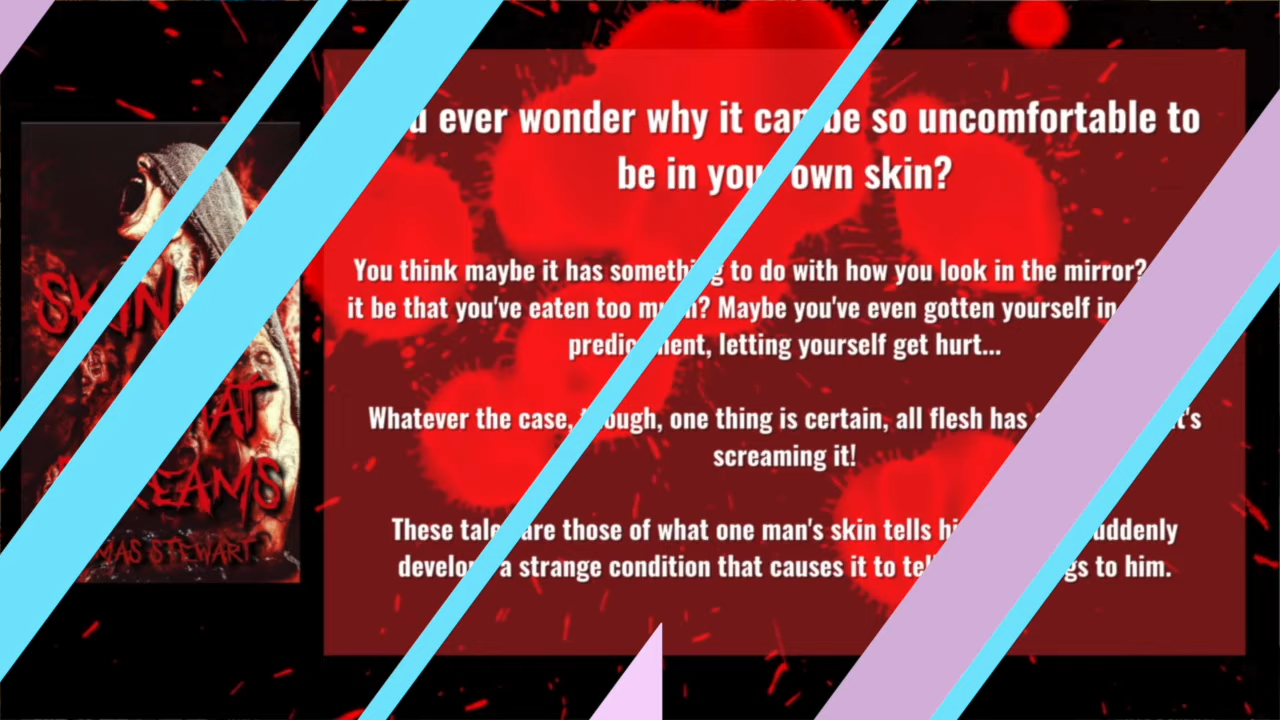 ever wonder why it can be so uncomfortable to
be in your own skin?
You think maybe it has something to do with how you look in the mirror?
it be that you've eaten too much? Maybe you've even gotten yourself in
predicament, letting yourself get hurt...
Whatever the case, though, one thing is certain, all flesh has
screaming it!
These tales are those of what one man's skin tells
develops a strange condition that causes it to to him.
SKIN
SCREAMS
STEWART